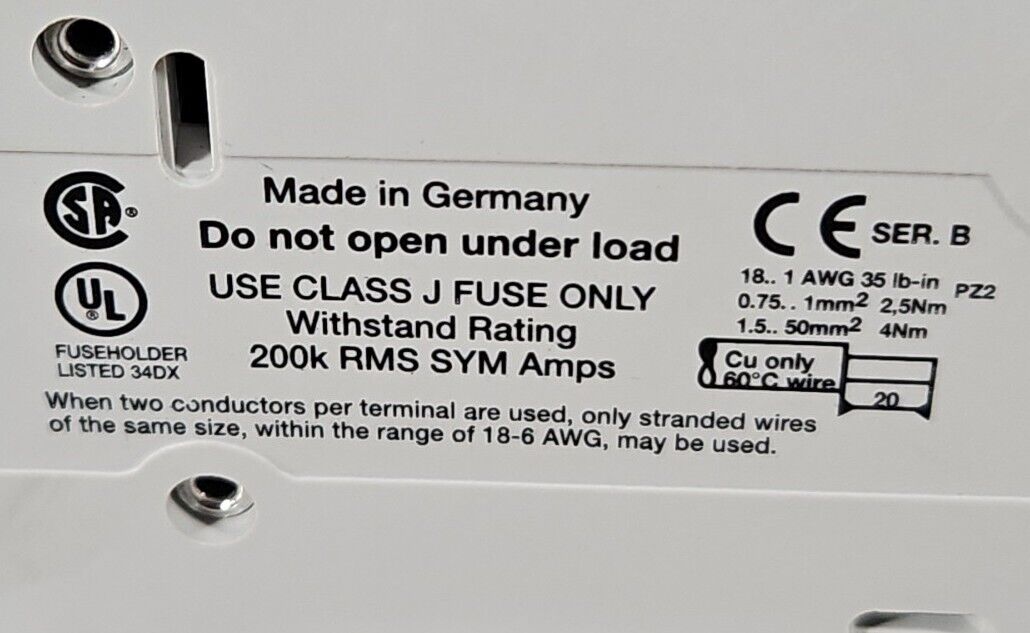 SA ®
Made in Germany
CE SER. B
Do not open under load
UL ®
USE CLASS J FUSE ONLY
18.. 1 AWG 35 lb-in PZ2
0.75.. 1mm2 2,5Nm
1.5.. 50mm2 4Nm
Withstand Rating
FUSEHOLDER
LISTED 34DX
200k RMS SYM Amps
Cu only
60°C wire
20
When two conductors per terminal are used, only stranded wires
of the same size, within the range of 18-6 AWG, may be used.